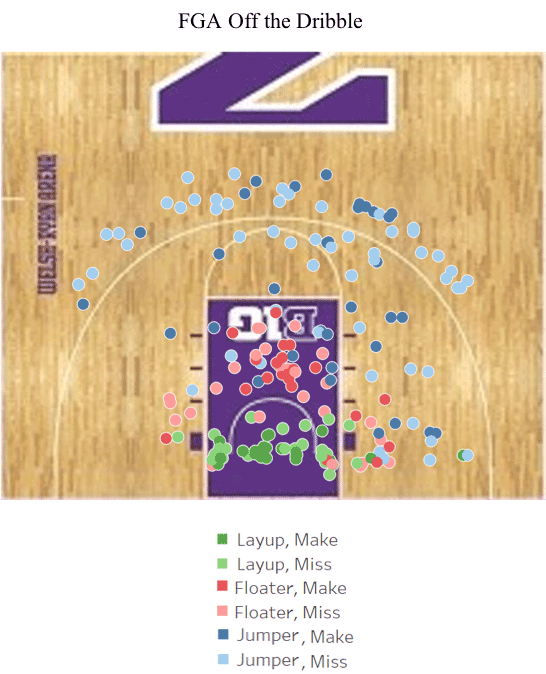 FGA Off the Dribble
WELSH-RYAN ARENA
B1G
Layup, Make
Layup, Miss
Floater, Make
Floater, Miss
Jumper, Make
Jumper, Miss